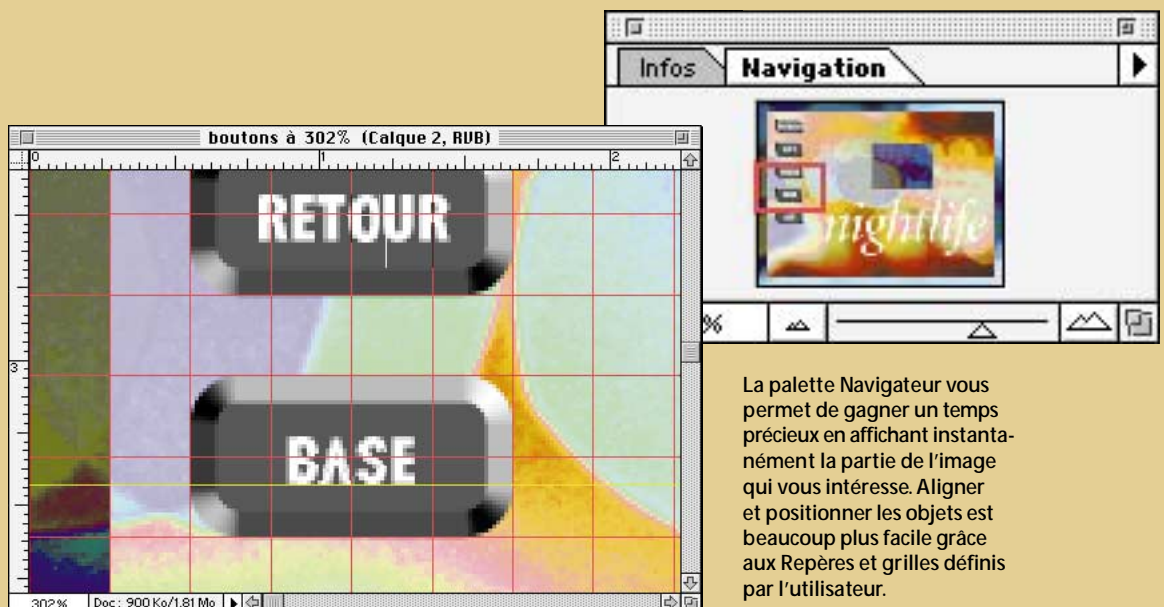 Infos Navigation
nightlife
%
boutons à 302% (Calque 2, RVB)
0 1 2
3
RETOUR
BASE
302% Doc : 900 Ko/1.81 Mo
La palette Navigateur vous
permet de gagner un temps
précieux en affichant instanta-
nément la partie de l'image
qui vous intéresse. Aligner
et positionner les objets est
beaucoup plus facile grâce
aux Repères et grilles définis
par l'utilisateur.